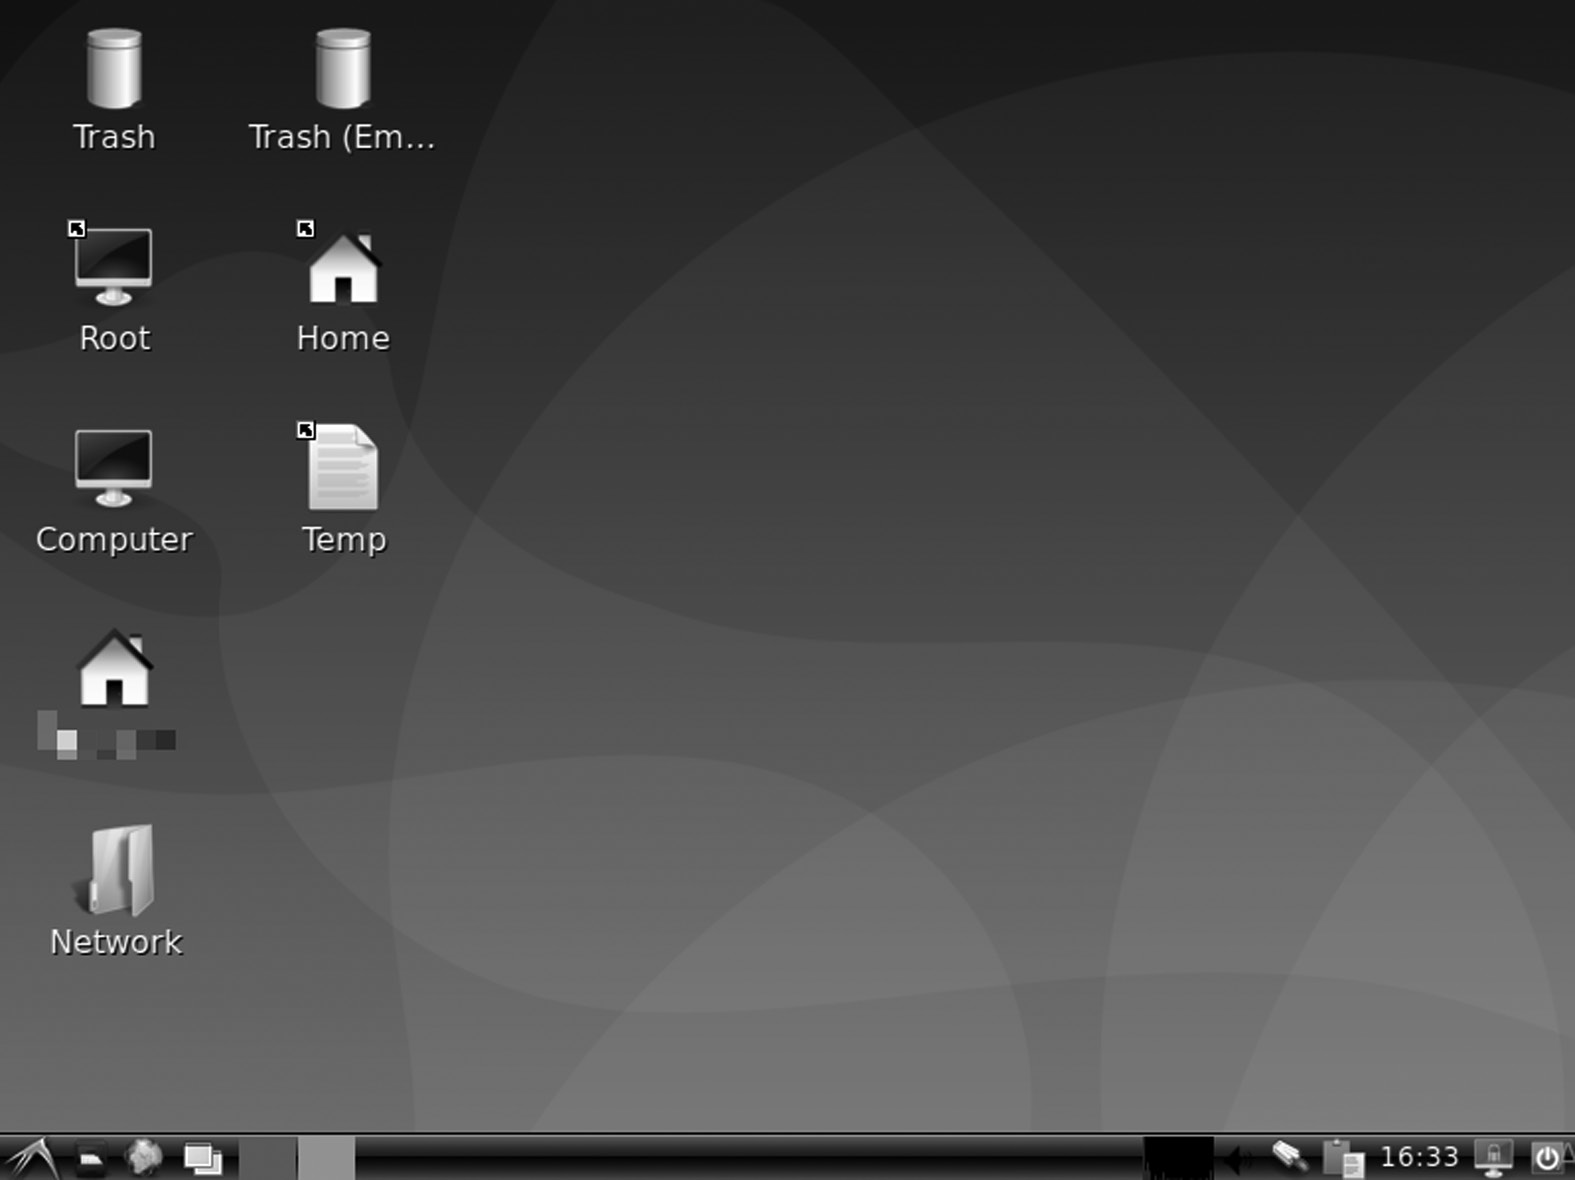 Trash
Trash (Em...
Root
Home
Computer
Temp
Network
16:33